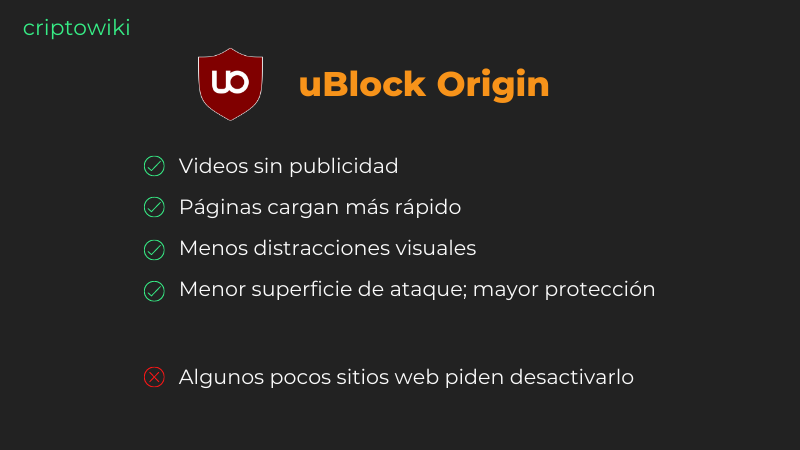 criptowiki
uO
uBlock Origin
Videos sin publicidad
Páginas cargan más rápido
Menos distracciones visuales
Menor superficie de ataque; mayor protección
Algunos pocos sitios web piden desactivarlo